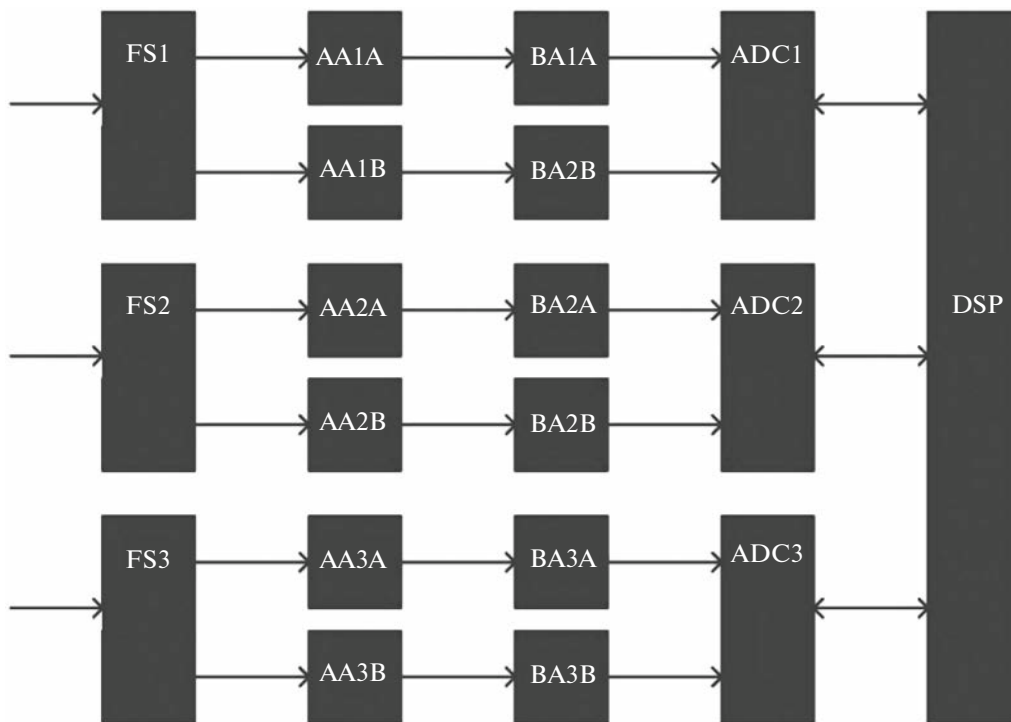 FS1
AA1A
BA1A
ADC1
AA1B
BA2B
FS2
AA2A
BA2A
ADC2
DSP
AA2B
BA2B
FS3
AA3A
BA3A
ADC3
AA3B
BA3B